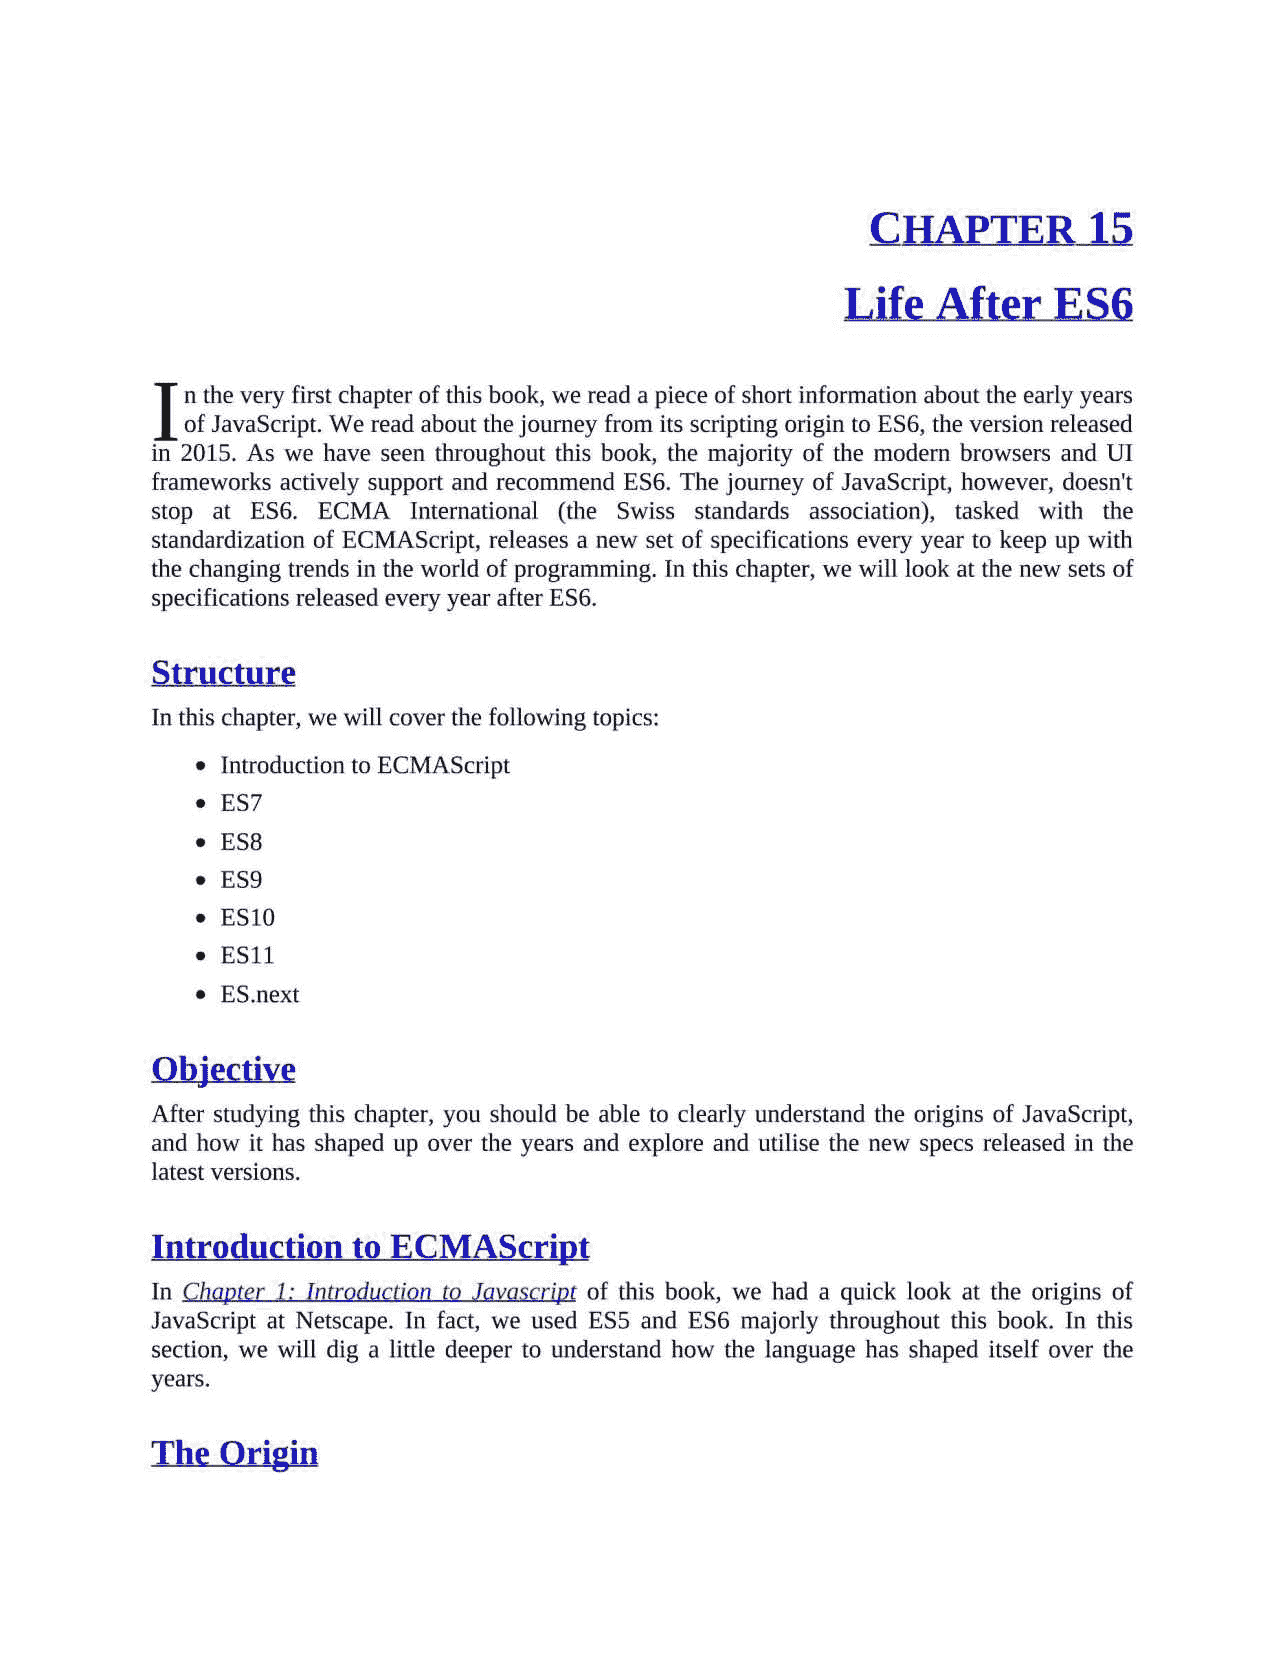 CHAPTER 15
Life After ES6
In the very first chapter of this book, we read a piece of short information about the early years
of JavaScript. We read about the journey from its scripting origin to ES6, the version released
in 2015. As we have seen throughout this book, the majority of the modern browsers and UI
frameworks actively support and recommend ES6. The journey of JavaScript, however, doesn't
stop at ES6. ECMA International (the Swiss standards association), tasked with the
standardization of ECMAScript, releases a new set of specifications every year to keep up with
the changing trends in the world of programming. In this chapter, we will look at the new sets of
specifications released every year after ES6.
Structure
In this chapter, we will cover the following topics:
• Introduction to ECMAScript
• ES7
• ES8
• ES9
• ES10
• ES11
• ES.next
Objective
After studying this chapter, you should be able to clearly understand the origins of JavaScript,
and how it has shaped up over the years and explore and utilise the new specs released in the
latest versions.
Introduction to ECMAScript
In Chapter 1: Introduction to Javascript of this book, we had a quick look at the origins of
JavaScript at Netscape. In fact, we used ES5 and ES6 majorly throughout this book. In this
section, we will dig a little deeper to understand how the language has shaped itself over the
years.
The Origin